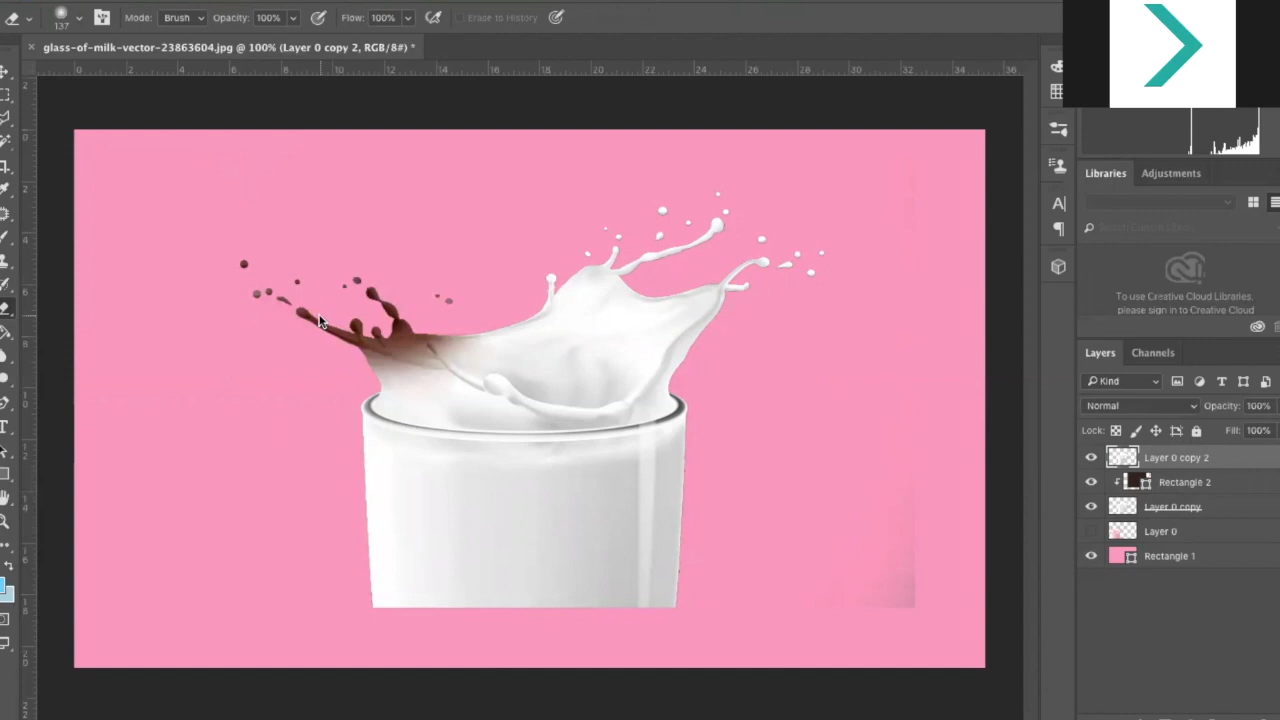 137 Mode: Brush Opacity: 100% Flow: 100% Erase to History
× glass-of-milk-vector-23863604.jpg @ 100% (Layer 0 copy 2, RGB/8#) *
0 2 4 6 8 10 12 14 16 18 20 22 24 26 28 30 32 34 36
Libraries Adjustments
To use Creative Cloud Libraries,
please sign in to Creative Cloud
Layers Channels
Kind
Normal Opacity: 100%
Lock: Fill: 100%
Layer 0 copy 2
Rectangle 2
Layer 0 copy
Layer 0
Rectangle 1